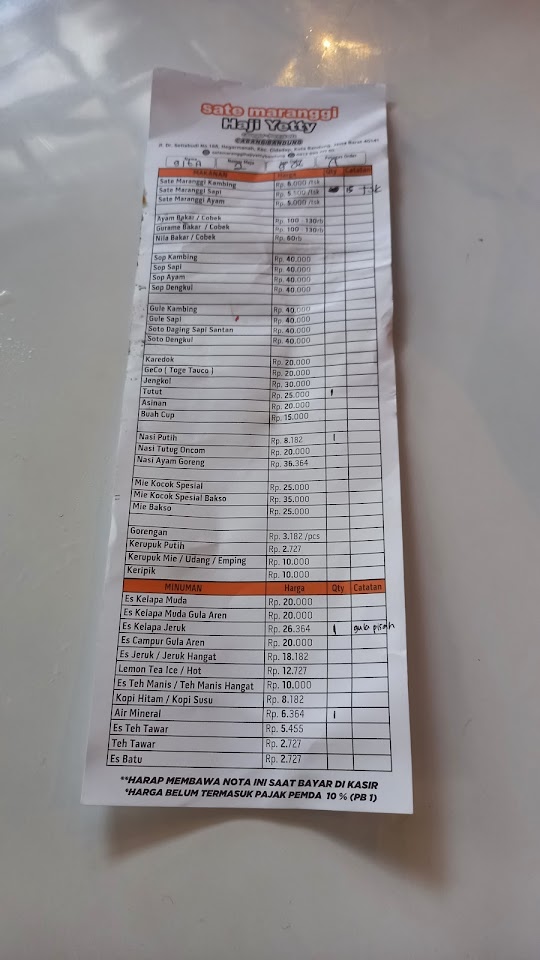 Sate maranggi
Haji Yetty
CABANG BANDUNG
MAKANAN Harga Qty Catatan
Sate Maranggi Kambing Rp. 6.000 /tsk
Sate Maranggi Sapi Rp. 5.100 /tsk
Sate Maranggi Ayam Rp. 5.000 /tsk
Ayam Bakar / Cobek Rp. 100 - 130rb
Gurame Bakar / Cobek Rp. 100 - 130rb
Nila Bakar / Cobek Rp. 60rb
Sop Kambing Rp. 40.000
Sop Sapi Rp. 40.000
Sop Ayam Rp. 40.000
Sop Dengkul Rp. 40.000
Gule Kambing Rp. 40.000
Gule Sapi Rp. 40.000
Soto Daging Sapi Santan Rp. 40.000
Soto Dengkul Rp. 40.000
Karedok Rp. 20.000
GeCo ( Toge Tauco ) Rp. 20.000
Jengkol Rp. 30.000
Tutut Rp. 25.000 1
Asinan Rp. 20.000
Buah Cup Rp. 15.000
Nasi Putih Rp. 8.182 1
Nasi Tutug Oncom Rp. 20.000
Nasi Ayam Goreng Rp. 36.364
Mie Kocok Spesial Rp. 25.000
Mie Kocok Spesial Bakso Rp. 35.000
Mie Bakso Rp. 25.000
Gorengan Rp. 3.182 /pcs
Kerupuk Putih Rp. 2.727
Kerupuk Mie / Udang / Emping Rp. 10.000
Keripik Rp. 10.000
MINUMAN Harga Qty Catatan
Es Kelapa Muda Rp. 20.000
Es Kelapa Muda Gula Aren Rp. 20.000
Es Kelapa Jeruk Rp. 26.364 1 gula pisah
Es Campur Gula Aren Rp. 20.000
Es Jeruk / Jeruk Hangat Rp. 18.182
Lemon Tea Ice / Hot Rp. 12.727
Es Teh Manis / Teh Manis Hangat Rp. 10.000
Kopi Hitam / Kopi Susu Rp. 8.182
Air Mineral Rp. 6.364 1
Es Teh Tawar Rp. 5.455
Teh Tawar Rp. 2.727
Es Batu Rp. 2.727
**HARAP MEMBAWA NOTA INI SAAT BAYAR DI KASIR
*HARGA BELUM TERMASUK PAJAK PEMDA 10 % (PB 1)